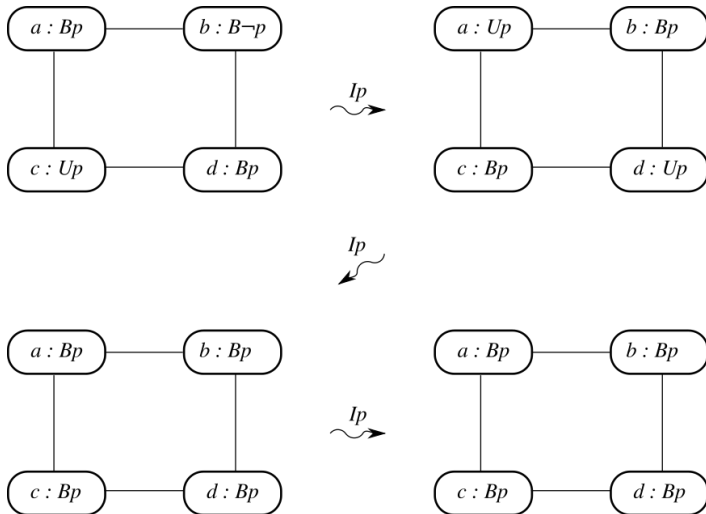 a : Bp b : B¬p a : Up b : Bp
Ip
c : Up d : Bp c : Bp d : Up
Ip
a : Bp b : Bp a : Bp b : Bp
Ip
c : Bp d : Bp c : Bp d : Bp